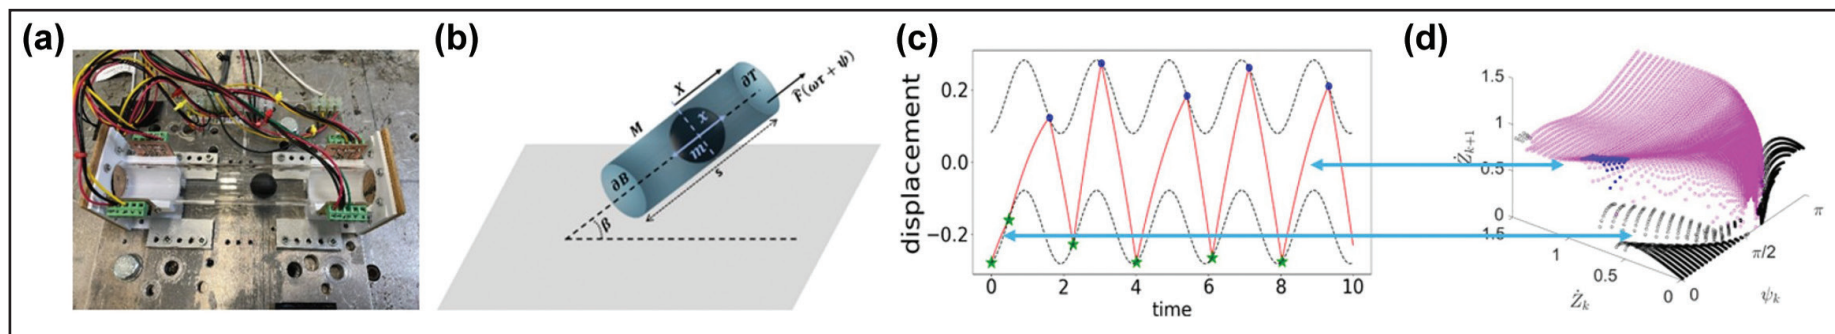 (a)
(b)
(c)
(d)
X
∂T
F̂(ωτ + ψ)
M
x
m
∂B
s
β
displacement
0.2
0.0
−0.2
0
2
4
6
8
10
time
Ż_{k+1}
1.5
1
0.5
0
1.5
1
0.5
0
Ż_k
0
π/2
π
ψ_k